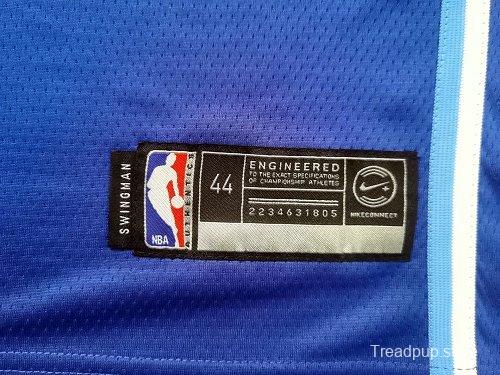 SWINGMAN
NBA
AUTHENTICS
44
ENGINEERED
TO THE EXACT SPECIFICATIONS
OF CHAMPIONSHIP ATHLETES
2234631805
NIKECONNECT
Treadpup.s